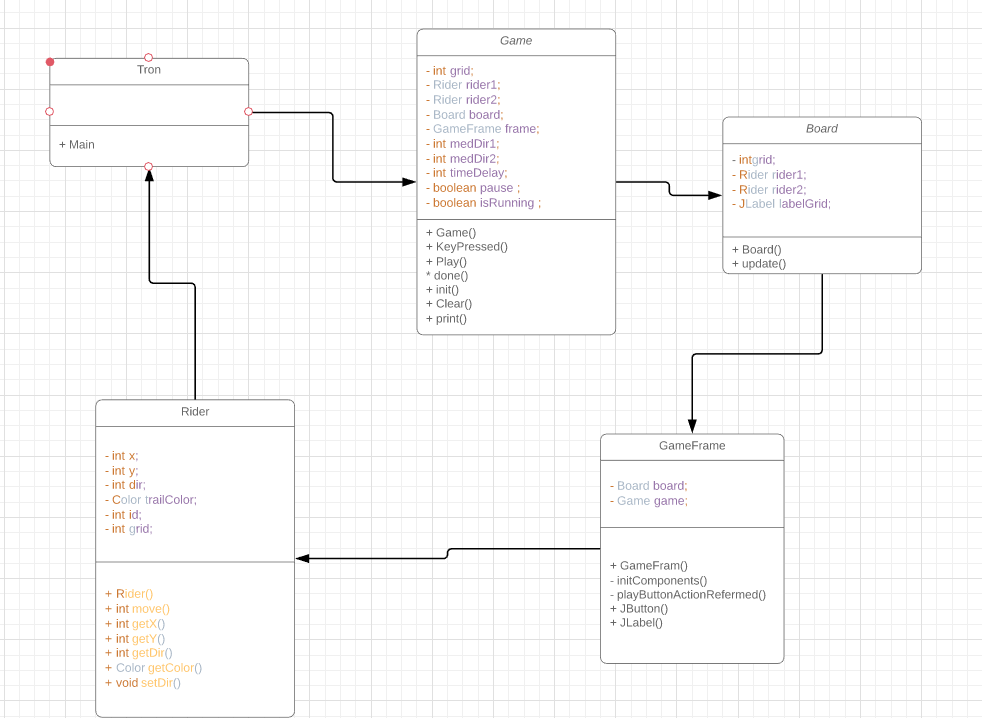 Tron
+ Main
Game
- int grid;
- Rider rider1;
- Rider rider2;
- Board board;
- GameFrame frame;
- int medDir1;
- int medDir2;
- int timeDelay;
- boolean pause ;
- boolean isRunning ;
+ Game()
+ KeyPressed()
+ Play()
* done()
+ init()
+ Clear()
+ print()
Board
- intgrid;
- Rider rider1;
- Rider rider2;
- JLabel labelGrid;
+ Board()
+ update()
Rider
- int x;
- int y;
- int dir;
- Color trailColor;
- int id;
- int grid;
+ Rider()
+ int move()
+ int getX()
+ int getY()
+ int getDir()
+ Color getColor()
+ void setDir()
GameFrame
- Board board;
- Game game;
+ GameFram()
- initComponents()
- playButtonActionRefermed()
+ JButton()
+ JLabel()